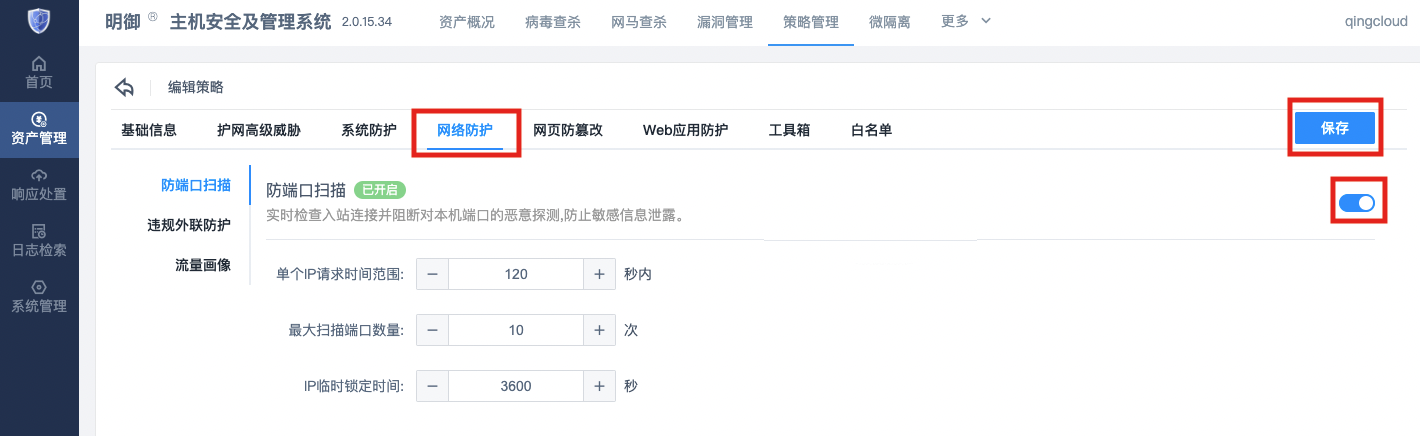 明御 ® 主机安全及管理系统 2.0.15.34 资产概况 病毒查杀 网马查杀 漏洞管理 策略管理 微隔离 更多 qingcloud
首页
资产管理
响应处置
日志检索
系统管理
编辑策略
基础信息 护网高级威胁 系统防护 网络防护 网页防篡改 Web应用防护 工具箱 白名单 保存
防端口扫描
违规外联防护
流量画像
防端口扫描 已开启
实时检查入站连接并阻断对本机端口的恶意探测,防止敏感信息泄露。
单个IP请求时间范围: − 120 + 秒内
最大扫描端口数量: − 10 + 次
IP临时锁定时间: − 3600 + 秒